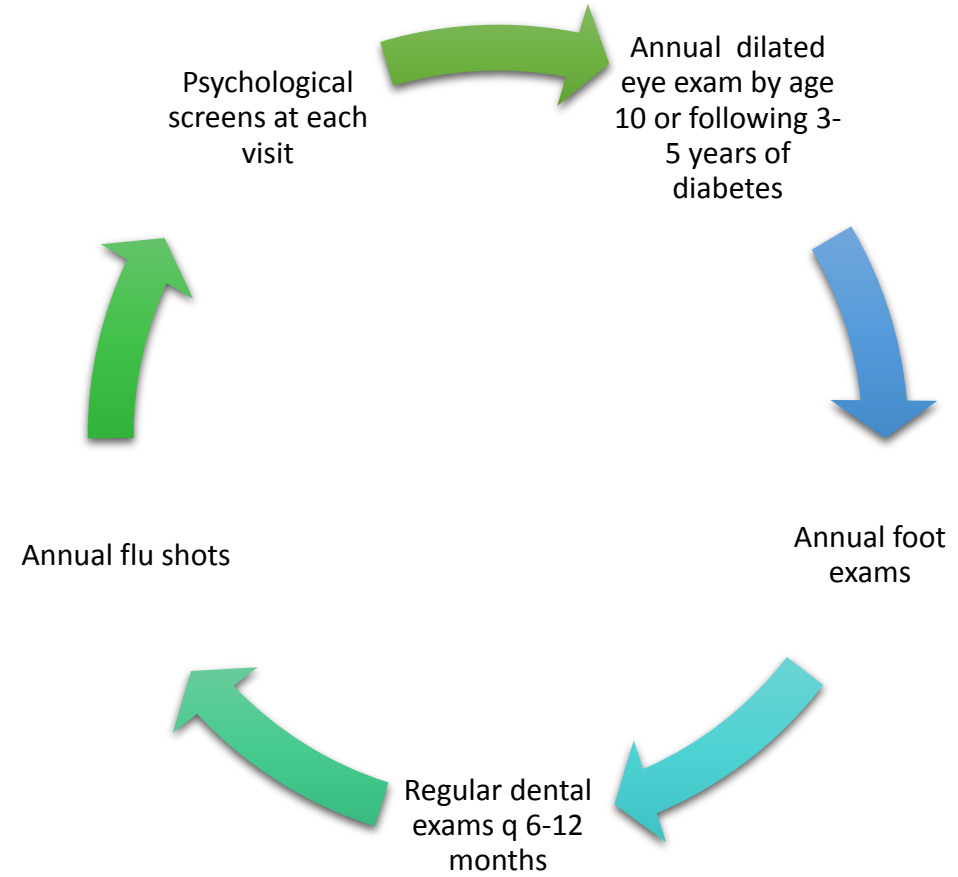 Psychological
screens at each
visit
Annual  dilated
eye exam by age
10 or following 3-
5 years of
diabetes
Annual foot
exams
Regular dental
exams q 6-12
months
Annual flu shots